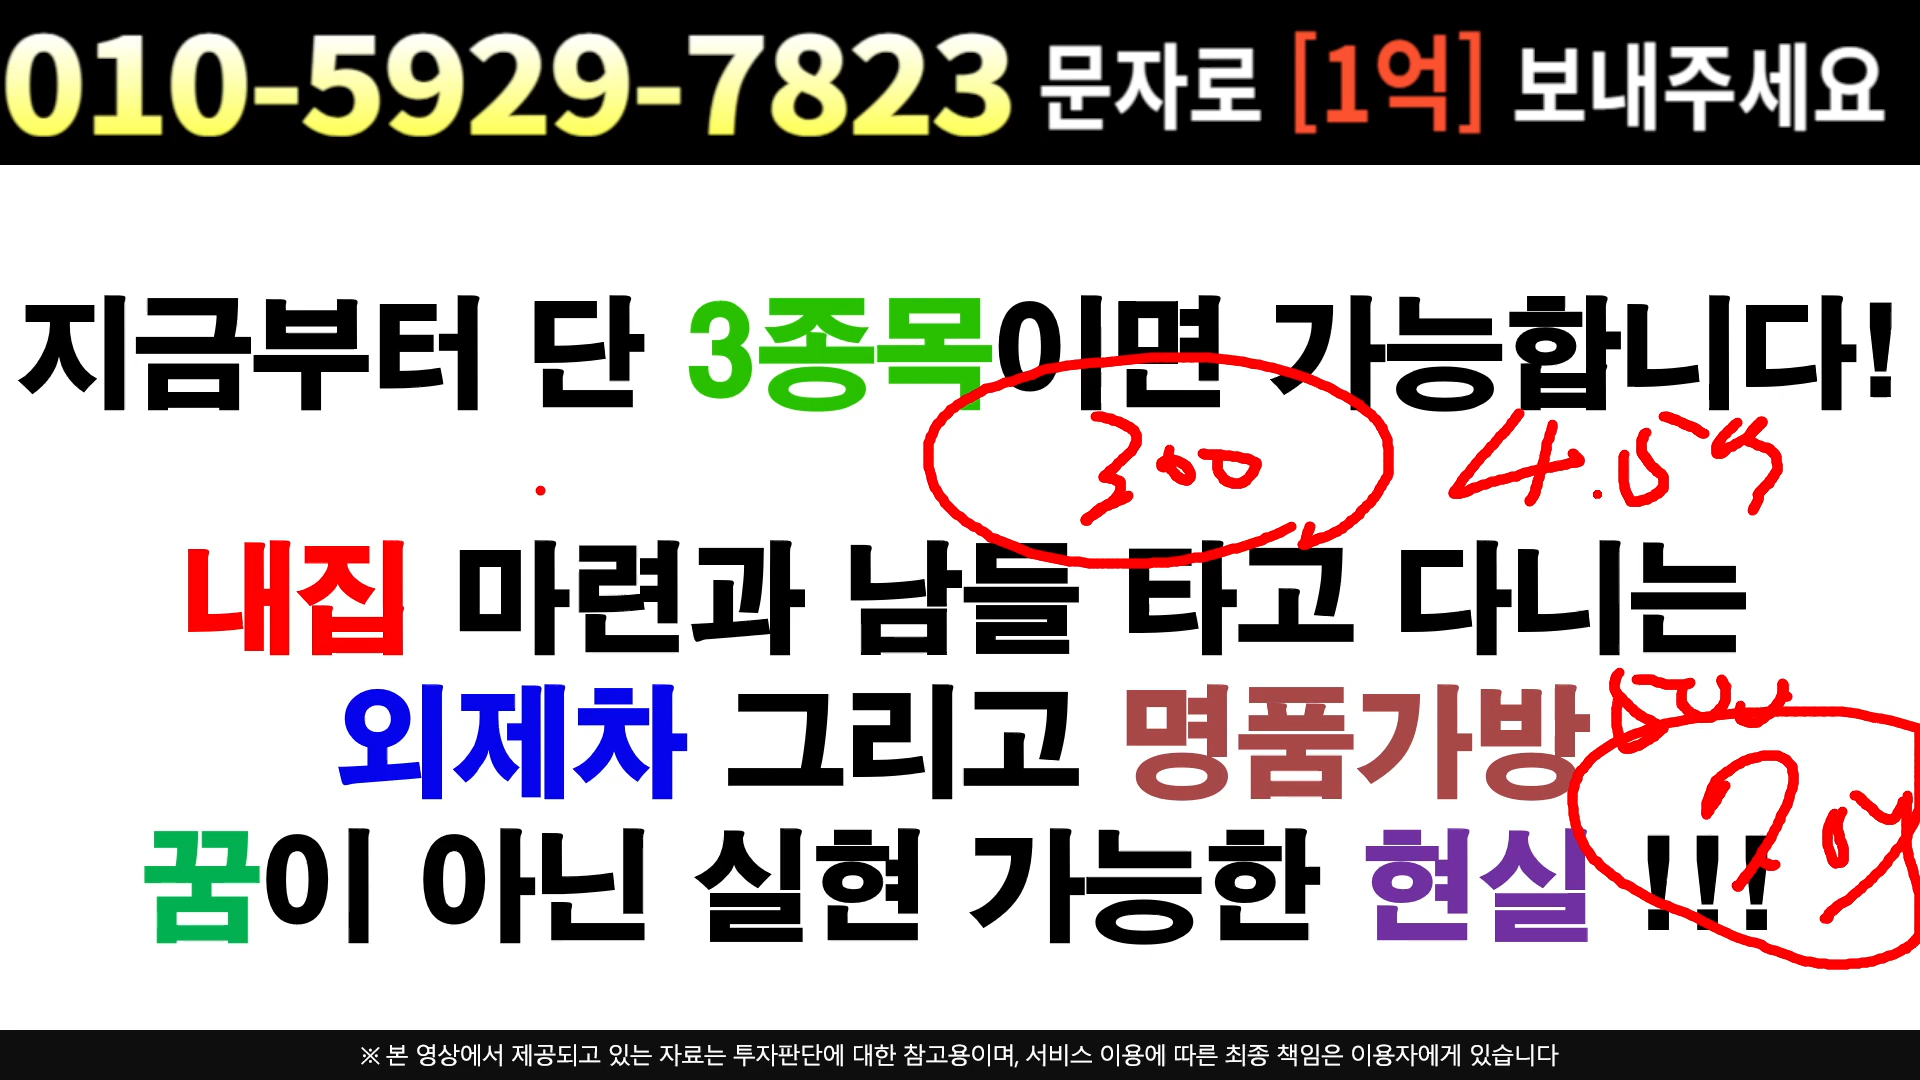 010-5929-7823 문자로 [1억] 보내주세요
지금부터 단 3종목이면 가능합니다!
300
4.5억
내집 마련과 남들 타고 다니는
외제차 그리고 명품가방
500
꿈이 아닌 실현 가능한 현실 !!!
※ 본 영상에서 제공되고 있는 자료는 투자판단에 대한 참고용이며, 서비스 이용에 따른 최종 책임은 이용자에게 있습니다